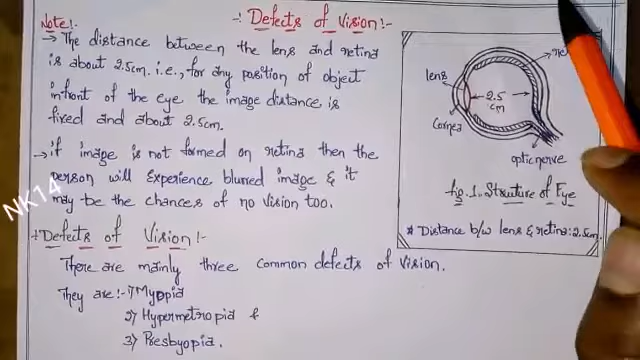 -: Defects of Vision:-
Note:-
→ The distance between the lens and retina
is about 2.5cm. i.e., for any position of object
infront of the eye the image distance is
fixed and about 2.5cm.
→ if image is not formed on retina then the
person will Experience blurred image & it
may be the chances of no vision too.
NK14
-: Defects of Vision:-
There are mainly three common defects of Vision.
They are:- 1) Myopia
2) Hypermetropia &
3) Presbyopia.
lens
2.5
cm
Cornea
optic nerve
fig.1. Struture of Eye
* Distance b/w lens & retina: 2.5cm.